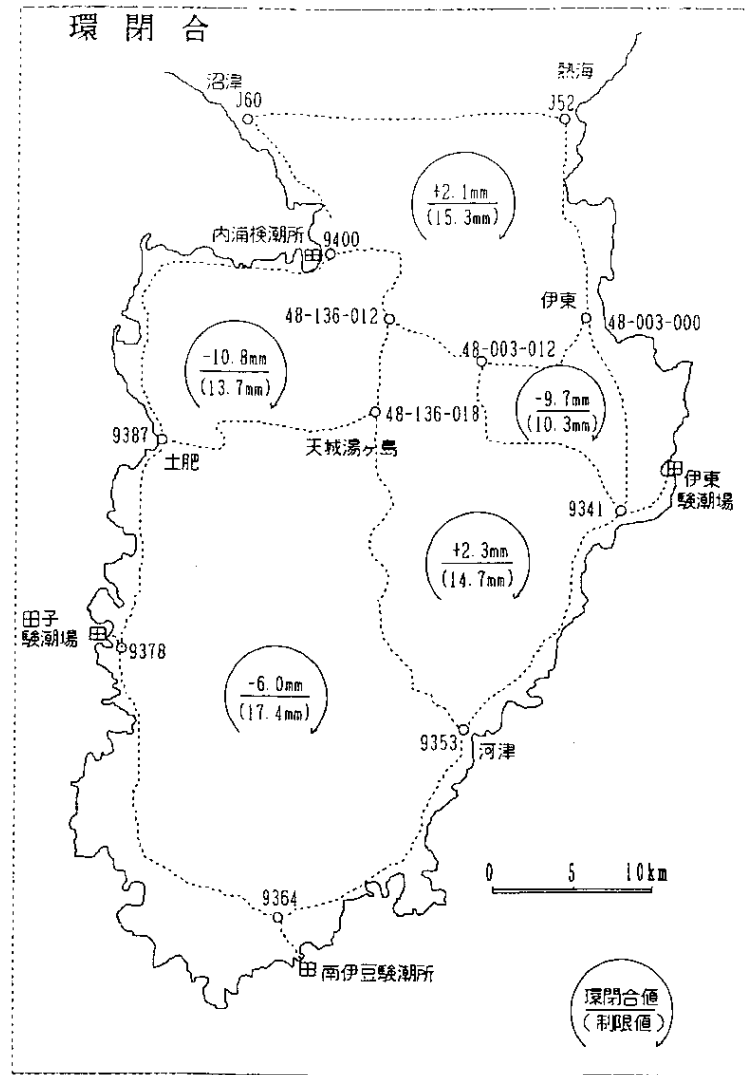 環閉合
沼津
J60
熱海
J52
+2.1mm
(15.3mm)
内浦検潮所
9400
伊東
48-003-000
48-136-012
48-003-012
-10.8mm
(13.7mm)
-9.7mm
(10.3mm)
48-136-018
9387
土肥
天城湯ヶ島
伊東
験潮場
9341
+2.3mm
(14.7mm)
田子
験潮場
9378
-6.0mm
(17.4mm)
9353
河津
0 5 10km
9364
南伊豆験潮所
環閉合値
(制限値)